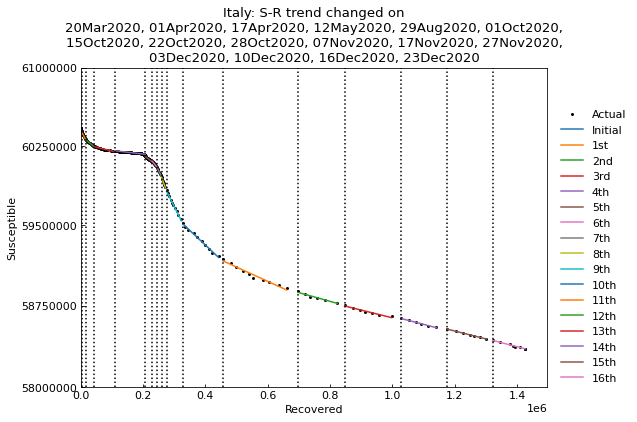 Italy: S-R trend changed on
20Mar2020, 01Apr2020, 17Apr2020, 12May2020, 29Aug2020, 01Oct2020,
15Oct2020, 22Oct2020, 28Oct2020, 07Nov2020, 17Nov2020, 27Nov2020,
03Dec2020, 10Dec2020, 16Dec2020, 23Dec2020
61000000
60250000
59500000
58750000
58000000
Susceptible
0.0 0.2 0.4 0.6 0.8 1.0 1.2 1.4
1e6
Recovered
Actual
Initial
1st
2nd
3rd
4th
5th
6th
7th
8th
9th
10th
11th
12th
13th
14th
15th
16th